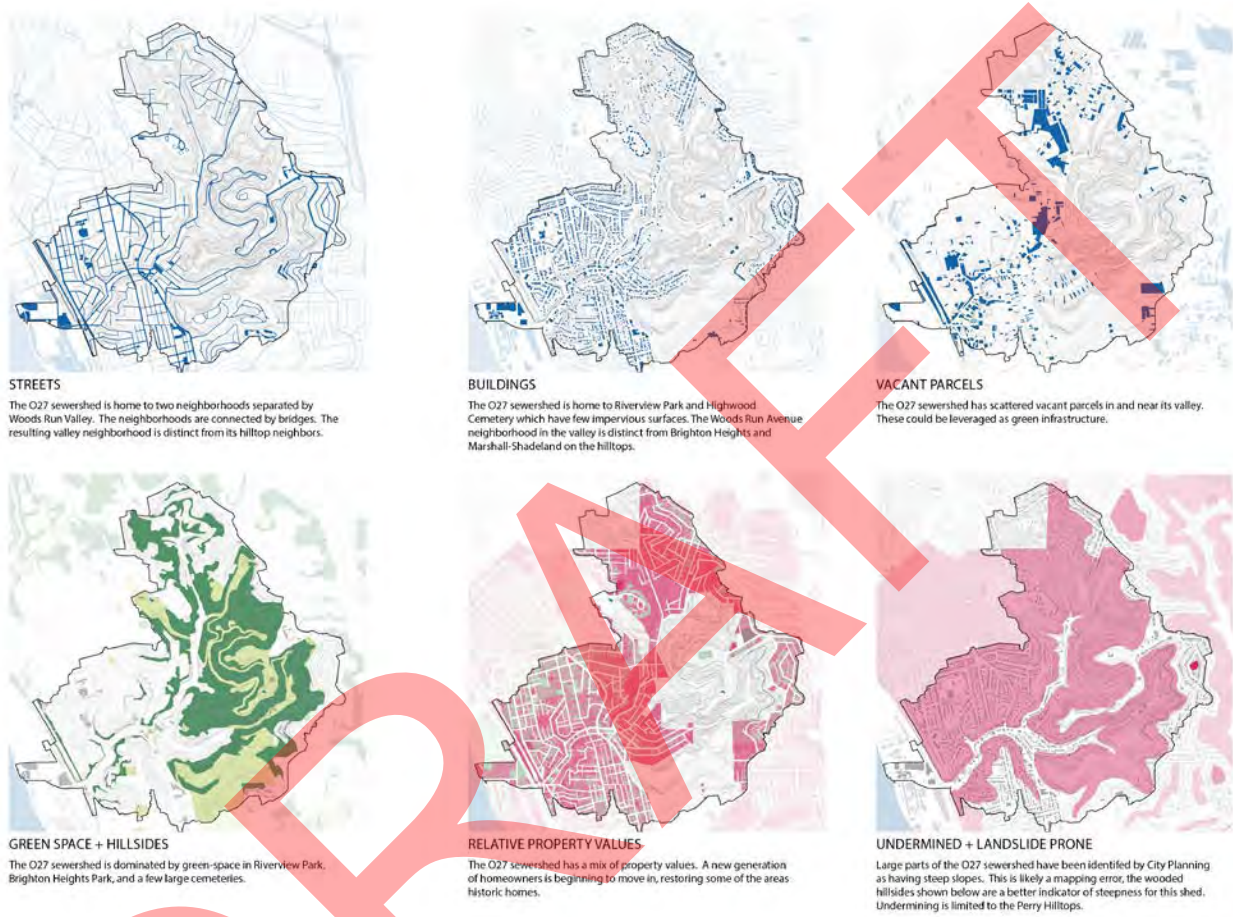 STREETS
The O27 sewershed is home to two neighborhoods separated by
Woods Run Valley. The neighborhoods are connected by bridges. The
resulting valley neighborhood is distinct from its hilltop neighbors.
BUILDINGS
The O27 sewershed is home to Riverview Park and Highwood
Cemetery which have few impervious surfaces. The Woods Run Avenue
neighborhood in the valley is distinct from Brighton Heights and
Marshall-Shadeland on the hilltops.
VACANT PARCELS
The O27 sewershed has scattered vacant parcels in and near its valley.
These could be leveraged as green infrastructure.
GREEN SPACE + HILLSIDES
The O27 sewershed is dominated by green-space in Riverview Park,
Brighton Heights Park, and a few large cemeteries.
RELATIVE PROPERTY VALUES
The O27 sewershed has a mix of property values. A new generation
of homeowners is beginning to move in, restoring some of the areas
historic homes.
UNDERMINED + LANDSLIDE PRONE
Large parts of the O27 sewershed have been identifed by City Planning
as having steep slopes. This is likely a mapping error, the wooded
hillsides shown below are a better indicator of steepness for this shed.
Undermining is limited to the Perry Hilltops.
DRAFT